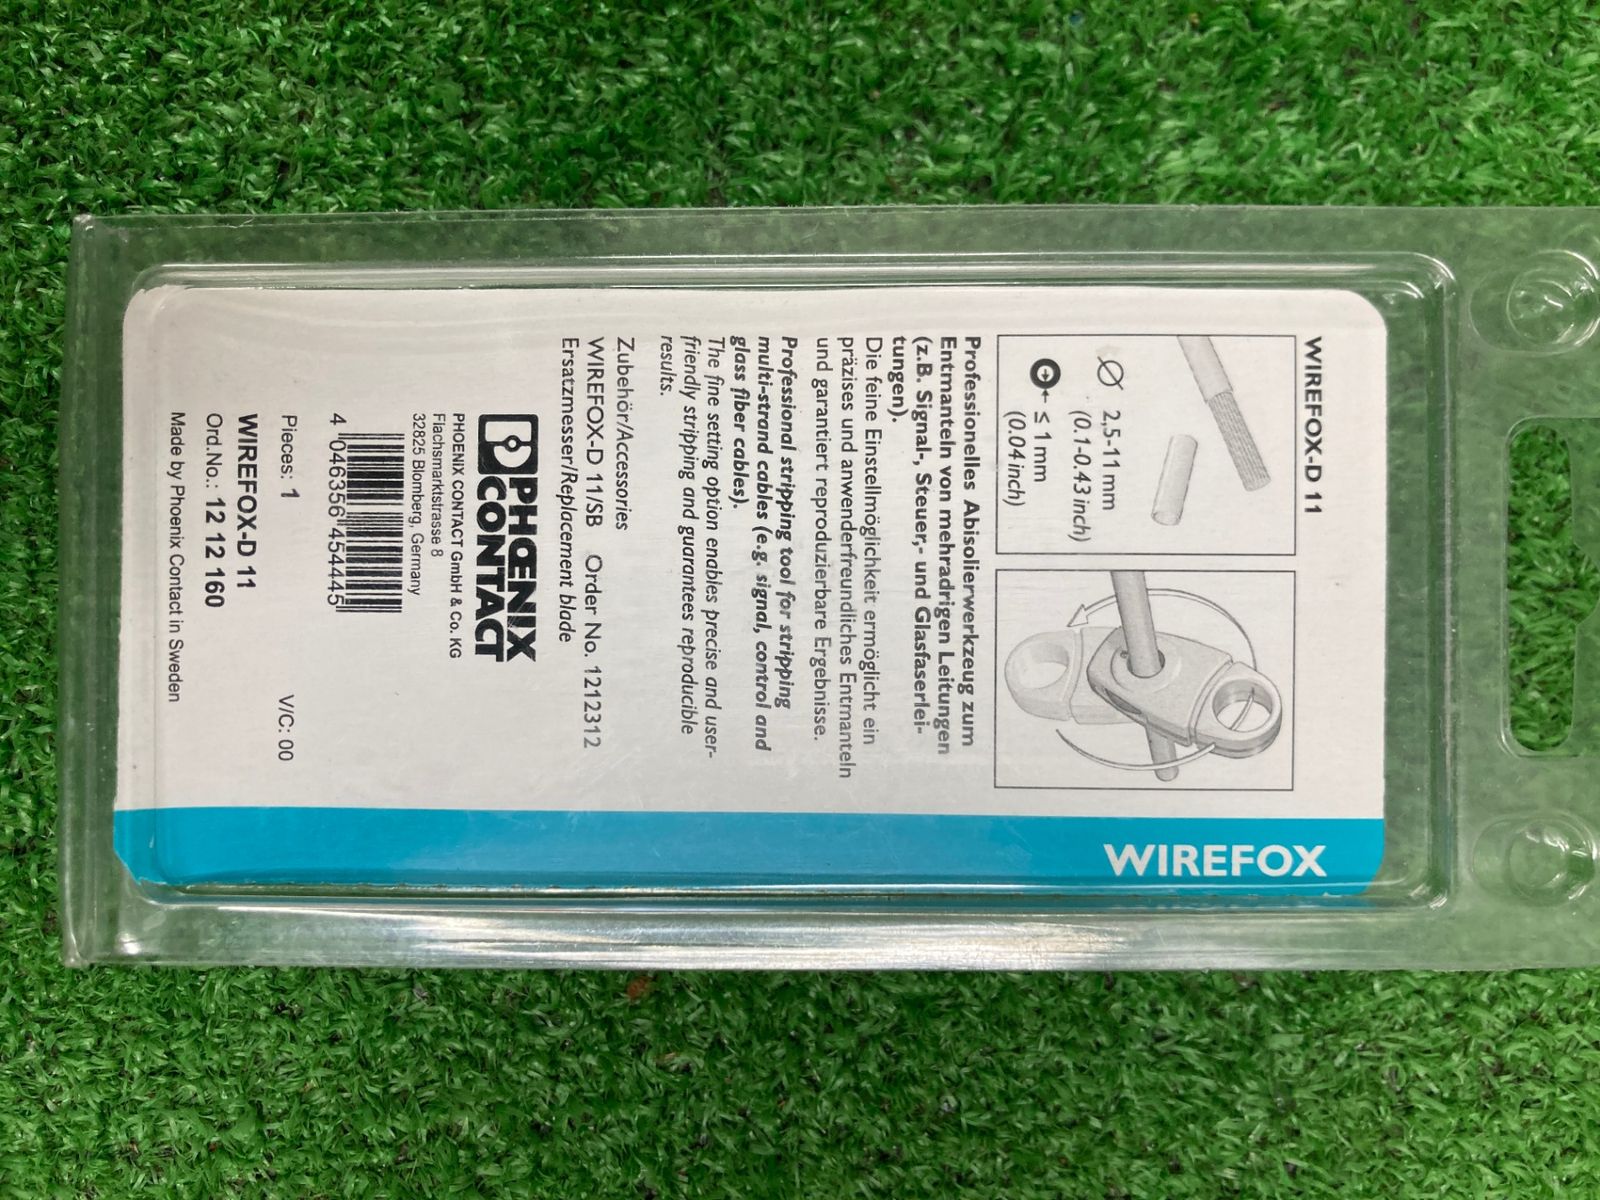 WIREFOX-D 11
2,5-11 mm
(0.1-0.43 inch)
≤ 1 mm
(0.04 inch)
Professionelles Abisolierwerkzeug zum
Entmanteln von mehradrigen Leitungen
(z.B. Signal-, Steuer,- und Glasfaserlei-
tungen).
Die feine Einstellmöglichkeit ermöglicht ein
präzises und anwenderfreundliches Entmanteln
und garantiert reproduzierbare Ergebnisse.
Professional stripping tool for stripping
multi-strand cables (e.g. signal, control and
glass fiber cables).
The fine setting option enables precise and user-
friendly stripping and guarantees reproducible
results.
Zubehör/Accessories
WIREFOX-D 11/SB Order No. 1212312
Ersatzmesser/Replacement blade
PHŒNIX
CONTACT
PHOENIX CONTACT GmbH & Co. KG
Flachsmarktstrasse 8
32825 Blomberg, Germany
4 046356 454445
Pieces: 1 V/C: 00
WIREFOX-D 11
Ord.No.: 12 12 160
Made by Phoenix Contact in Sweden
WIREFOX